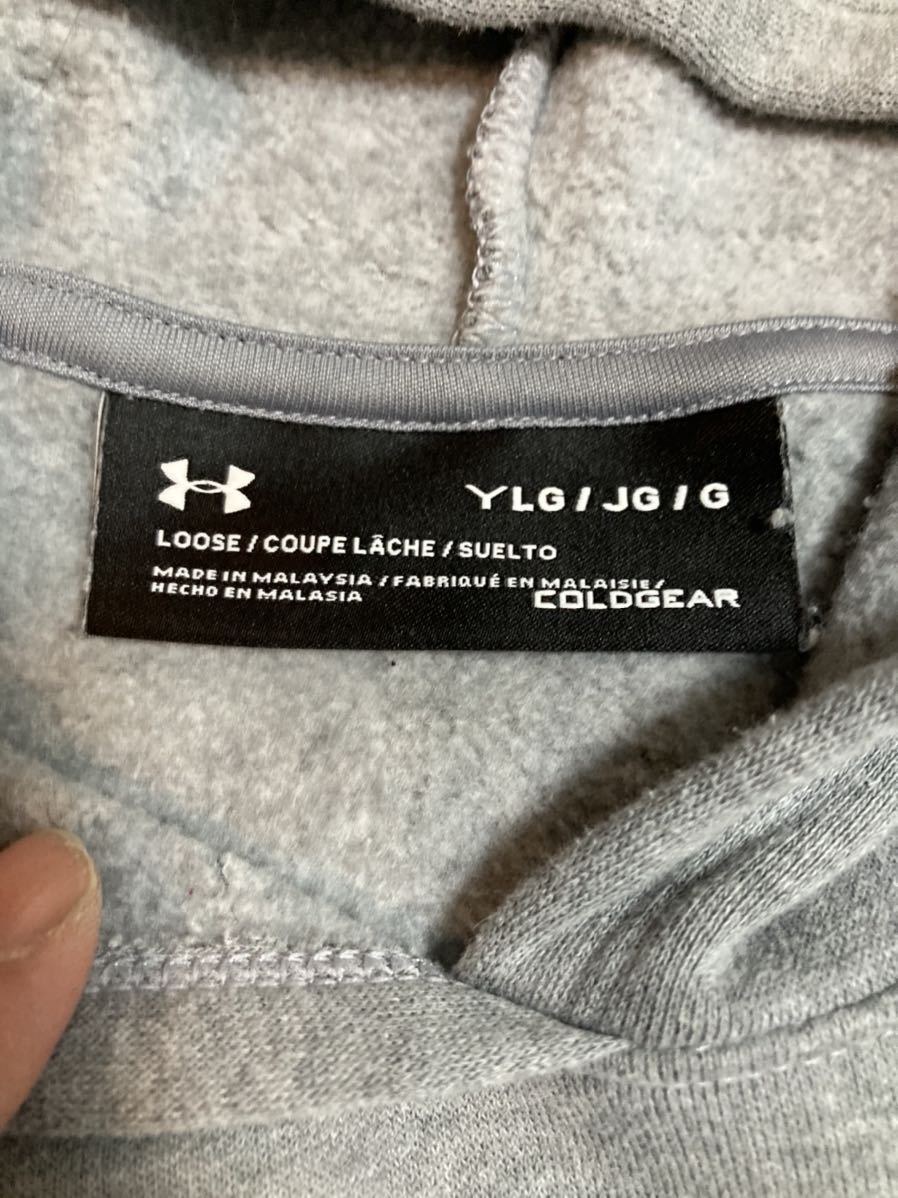 YLG / JG / G
LOOSE / COUPE LÂCHE / SUELTO
MADE IN MALAYSIA / FABRIQUÉ EN MALAISIE /
HECHO EN MALASIA
COLDGEAR